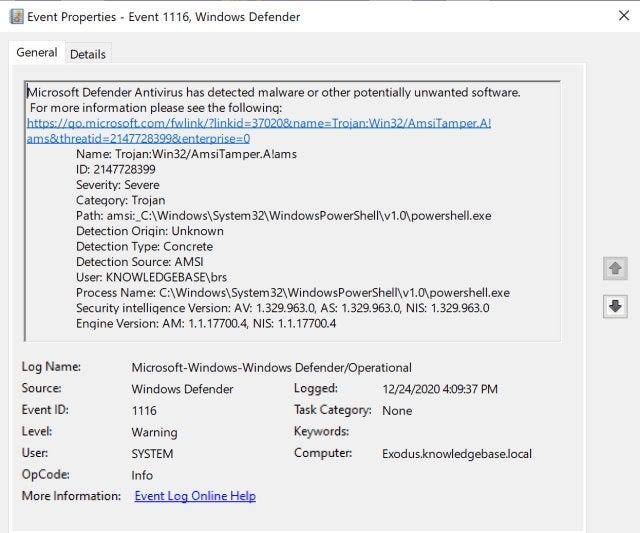 Event Properties - Event 1116, Windows Defender
General Details
Microsoft Defender Antivirus has detected malware or other potentially unwanted software.
For more information please see the following:
https://go.microsoft.com/fwlink/?linkid=37020&name=Trojan:Win32/AmsiTamper.A!
ams&threatid=2147728399&enterprise=0
Name: Trojan:Win32/AmsiTamper.A!ams
ID: 2147728399
Severity: Severe
Category: Trojan
Path: amsi:_C:\Windows\System32\WindowsPowerShell\v1.0\powershell.exe
Detection Origin: Unknown
Detection Type: Concrete
Detection Source: AMSI
User: KNOWLEDGEBASE\brs
Process Name: C:\Windows\System32\WindowsPowerShell\v1.0\powershell.exe
Security intelligence Version: AV: 1.329.963.0, AS: 1.329.963.0, NIS: 1.329.963.0
Engine Version: AM: 1.1.17700.4, NIS: 1.1.17700.4
Log Name: Microsoft-Windows-Windows Defender/Operational
Source: Windows Defender Logged: 12/24/2020 4:09:37 PM
Event ID: 1116 Task Category: None
Level: Warning Keywords:
User: SYSTEM Computer: Exodus.knowledgebase.local
OpCode: Info
More Information: Event Log Online Help